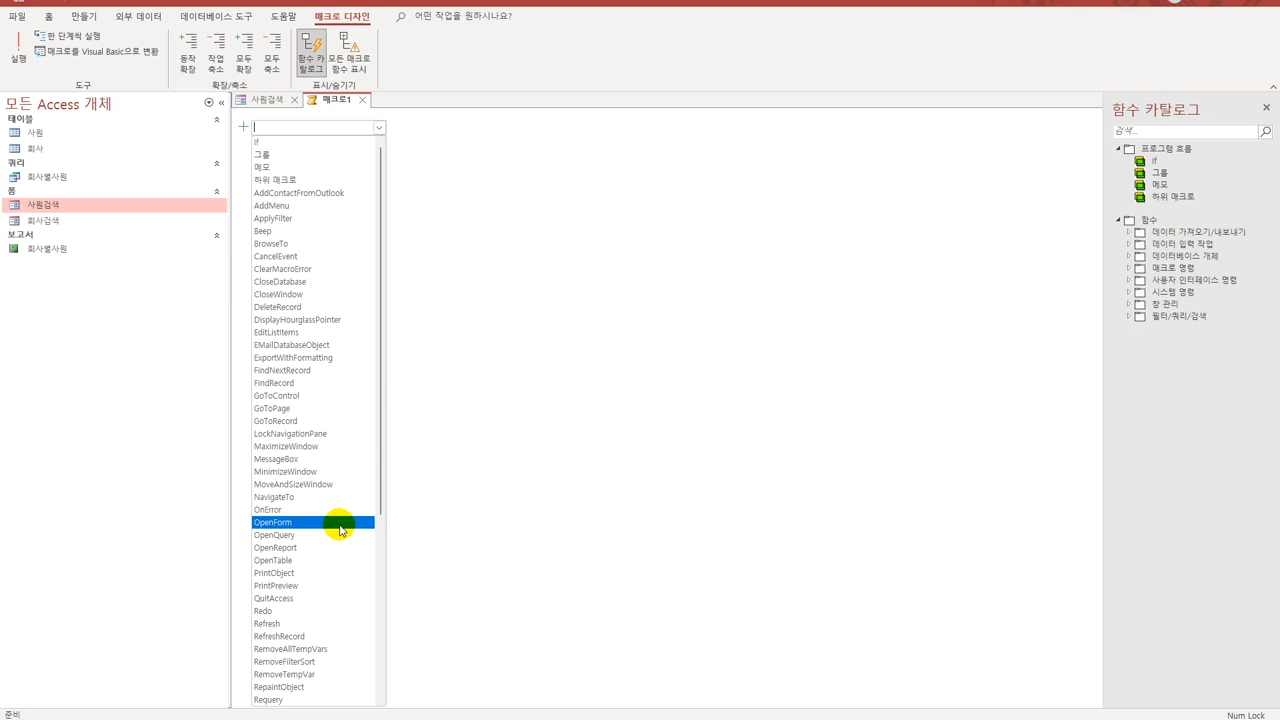 파일 홈 만들기 외부 데이터 데이터베이스 도구 도움말 매크로 디자인 어떤 작업을 원하시나요?
실행
한 단계씩 실행
매크로를 Visual Basic으로 변환
도구
동작 확장
작업 축소
모두 확장
모두 축소
확장/축소
함수 카탈로그
모든 매크로 함수 표시
표시/숨기기
모든 Access 개체
테이블
사원
회사
쿼리
회사별사원
폼
사원검색
회사검색
보고서
회사별사원
사원검색 매크로1
If
그룹
메모
하위 매크로
AddContactFromOutlook
AddMenu
ApplyFilter
Beep
BrowseTo
CancelEvent
ClearMacroError
CloseDatabase
CloseWindow
DeleteRecord
DisplayHourglassPointer
EditListItems
EMailDatabaseObject
ExportWithFormatting
FindNextRecord
FindRecord
GoToControl
GoToPage
GoToRecord
LockNavigationPane
MaximizeWindow
MessageBox
MinimizeWindow
MoveAndSizeWindow
NavigateTo
OnError
OpenForm
OpenQuery
OpenReport
OpenTable
PrintObject
PrintPreview
QuitAccess
Redo
Refresh
RefreshRecord
RemoveAllTempVars
RemoveFilterSort
RemoveTempVar
RepaintObject
Requery
함수 카탈로그
검색...
프로그램 흐름
If
그룹
메모
하위 매크로
함수
데이터 가져오기/내보내기
데이터 입력 작업
데이터베이스 개체
매크로 명령
사용자 인터페이스 명령
시스템 명령
창 관리
필터/쿼리/검색
준비
Num Lock